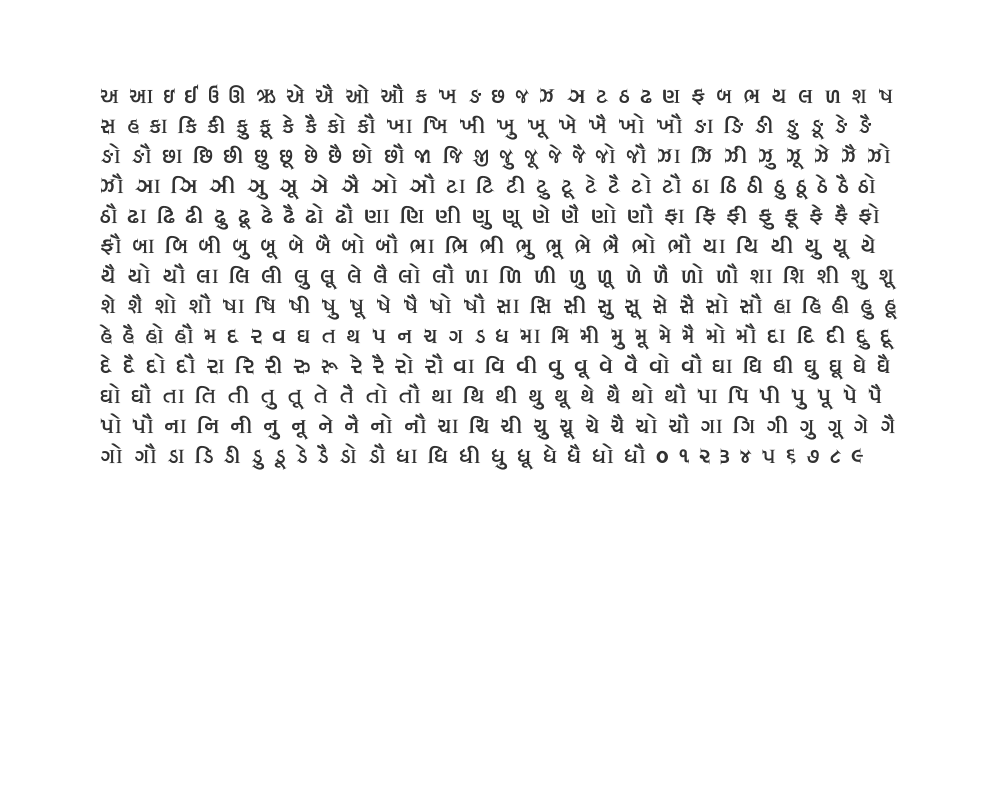 અ આ ઇ ઈ ઉ ઊ ઋ એ ઐ ઓ ઔ ક ખ ઙ છ જ ઝ ઞ ટ ઠ ઢ ણ ફ બ ભ ય લ ળ શ ષ
સ હ કા કિ કી કુ કૂ કે કૈ કો કૌ ખા ખિ ખી ખુ ખૂ ખે ખૈ ખો ખૌ ઙા ઙિ ઙી ઙુ ઙૂ ઙે ઙૈ
ઙો ઙૌ છા છિ છી છુ છૂ છે છૈ છો છૌ જા જિ જી જુ જૂ જે જૈ જો જૌ ઝા ઝિ ઝી ઝુ ઝૂ ઝે ઝૈ ઝો
ઝૌ ઞા ઞિ ઞી ઞુ ઞૂ ઞે ઞૈ ઞો ઞૌ ટા ટિ ટી ટુ ટૂ ટે ટૈ ટો ટૌ ઠા ઠિ ઠી ઠુ ઠૂ ઠે ઠૈ ઠો
ઠૌ ઢા ઢિ ઢી ઢુ ઢૂ ઢે ઢૈ ઢો ઢૌ ણા ણિ ણી ણુ ણૂ ણે ણૈ ણો ણૌ ફા ફિ ફી ફુ ફૂ ફે ફૈ ફો
ફૌ બા બિ બી બુ બૂ બે બૈ બો બૌ ભા ભિ ભી ભુ ભૂ ભે ભૈ ભો ભૌ યા યિ યી યુ યૂ યે
યૈ યો યૌ લા લિ લી લુ લૂ લે લૈ લો લૌ ળા ળિ ળી ળુ ળૂ ળે ળૈ ળો ળૌ શા શિ શી શુ શૂ
શે શૈ શો શૌ ષા ષિ ષી ષુ ષૂ ષે ષૈ ષો ષૌ સા સિ સી સુ સૂ સે સૈ સો સૌ હા હિ હી હુ હૂ
હે હૈ હો હૌ મ દ ર વ ઘ ત થ પ ન ચ ગ ડ ધ મા મિ મી મુ મૂ મે મૈ મો મૌ દા દિ દી દુ દૂ
દે દૈ દો દૌ રા રિ રી રુ રૂ રે રૈ રો રૌ વા વિ વી વુ વૂ વે વૈ વો વૌ ઘા ઘિ ઘી ઘુ ઘૂ ઘે ઘૈ
ઘો ઘૌ તા તિ તી તુ તૂ તે તૈ તો તૌ થા થિ થી થુ થૂ થે થૈ થો થૌ પા પિ પી પુ પૂ પે પૈ
પો પૌ ના નિ ની નુ નૂ ને નૈ નો નૌ ચા ચિ ચી ચુ ચૂ ચે ચૈ ચો ચૌ ગા ગિ ગી ગુ ગૂ ગે ગૈ
ગો ગૌ ડા ડિ ડી ડુ ડૂ ડે ડૈ ડો ડૌ ધા ધિ ધી ધુ ધૂ ધે ધૈ ધો ધૌ ૦ ૧ ૨ ૩ ૪ ૫ ૬ ૭ ૮ ૯